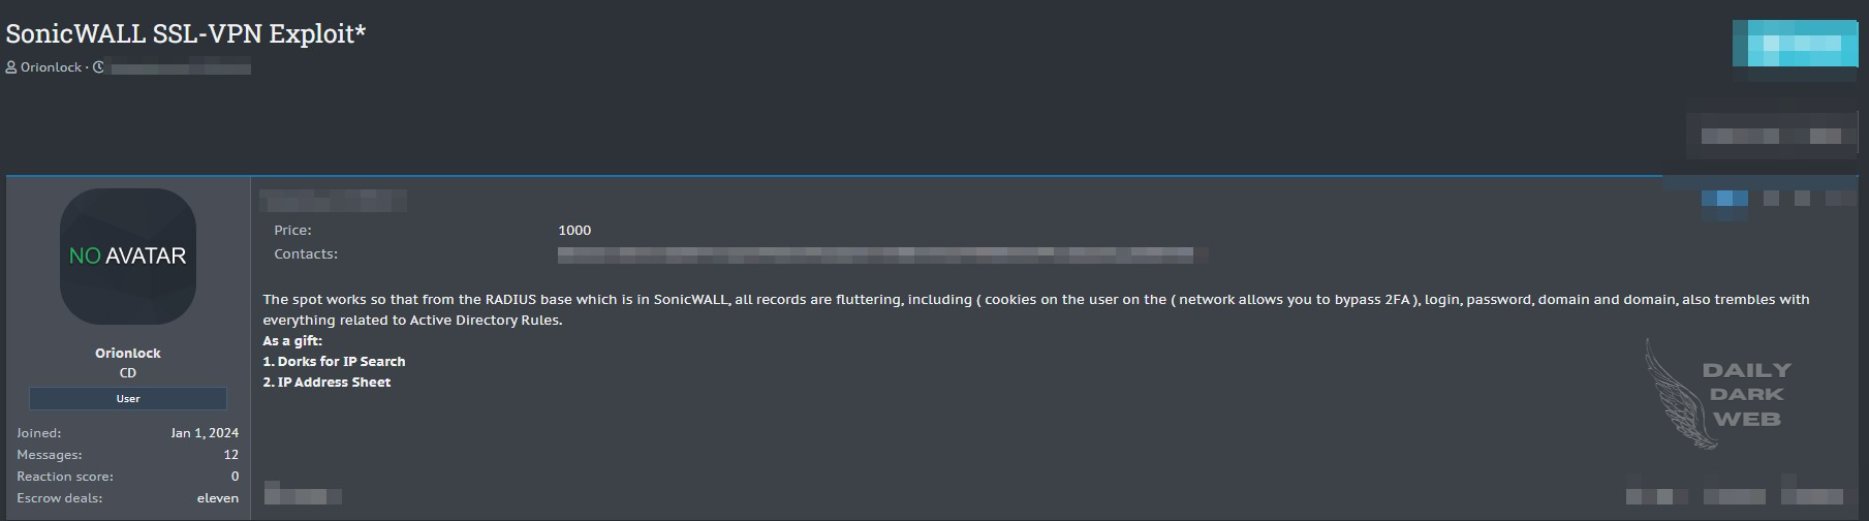 SonicWALL SSL-VPN Exploit*
Orionlock ·
NO AVATAR
Orionlock
CD
User
Joined: Jan 1, 2024
Messages: 12
Reaction score: 0
Escrow deals: eleven
Price: 1000
Contacts:
The spot works so that from the RADIUS base which is in SonicWALL, all records are fluttering, including ( cookies on the user on the ( network allows you to bypass 2FA ), login, password, domain and domain, also trembles with
everything related to Active Directory Rules.
As a gift:
1. Dorks for IP Search
2. IP Address Sheet
DAILY
DARK
WEB